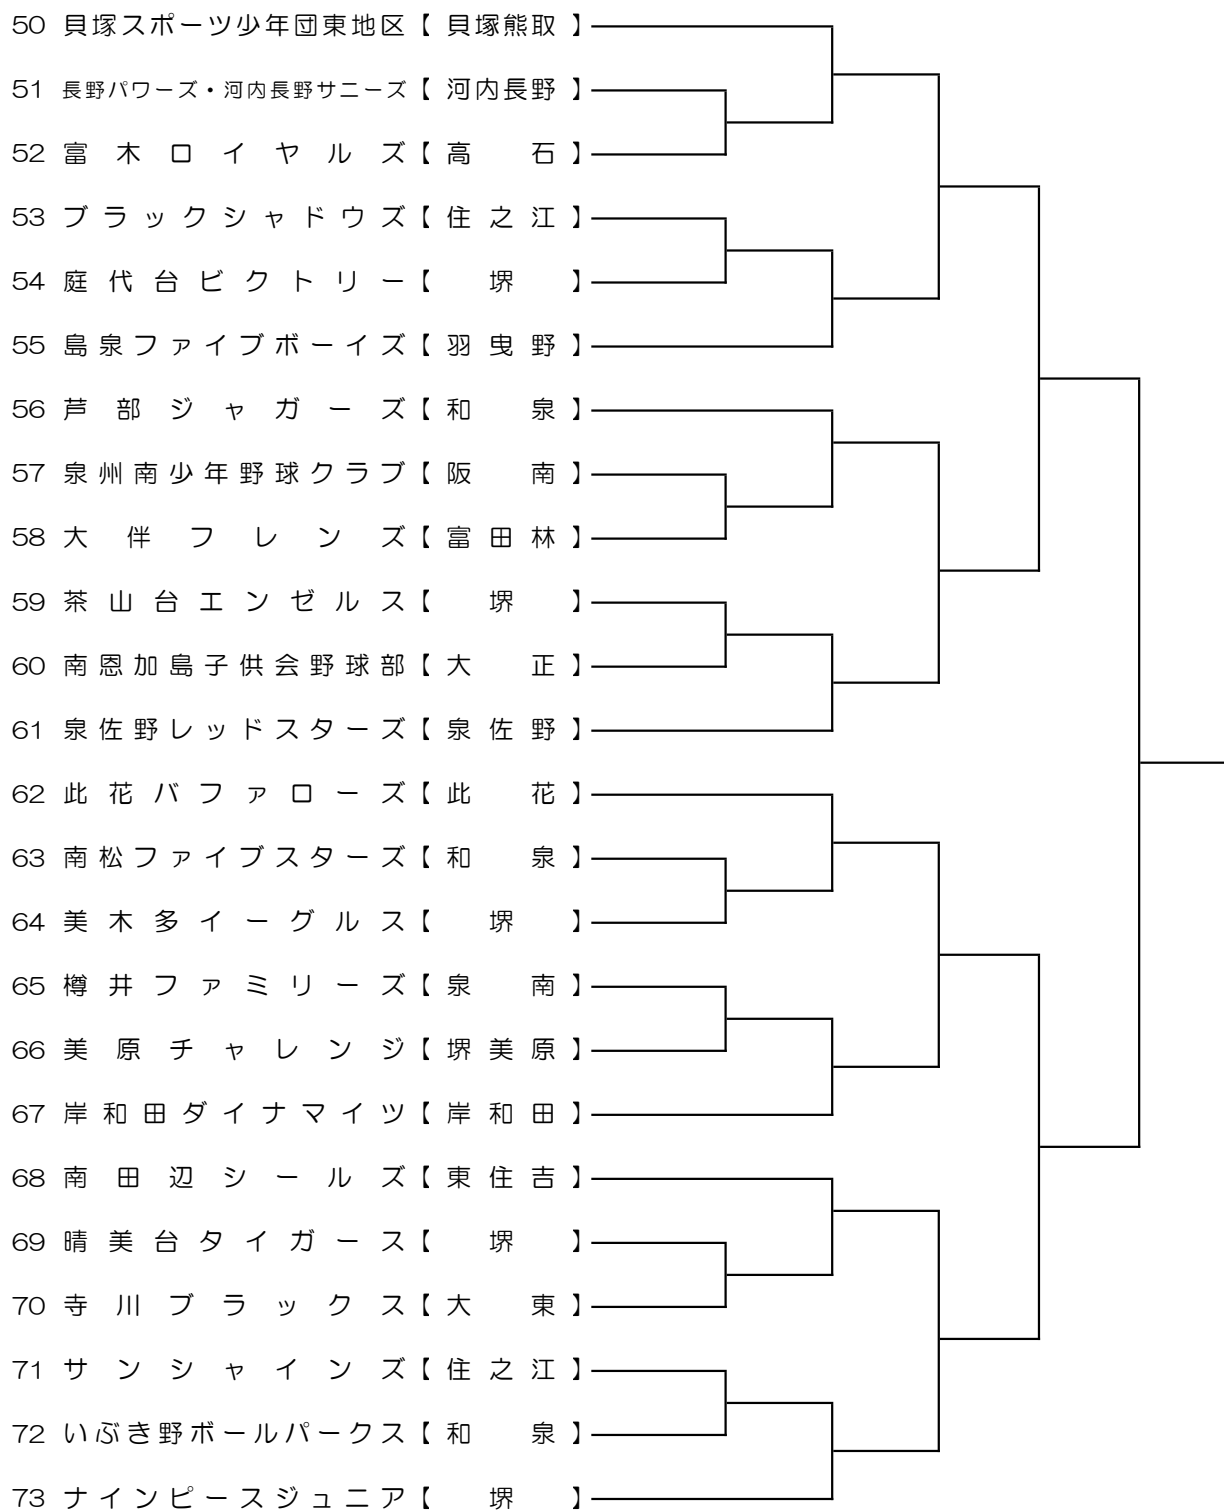 50 貝塚スポーツ少年団東地区【 貝塚熊取 】
51 長野パワーズ・河内長野サニーズ【 河内長野 】
52 富木ロイヤルズ【 高石 】
53 ブラックシャドウズ【 住之江 】
54 庭代台ビクトリー【 堺 】
55 島泉ファイブボーイズ【 羽曳野 】
56 芦部ジャガーズ【 和泉 】
57 泉州南少年野球クラブ【 阪南 】
58 大伴フレンズ【 富田林 】
59 茶山台エンゼルス【 堺 】
60 南恩加島子供会野球部【 大正 】
61 泉佐野レッドスターズ【 泉佐野 】
62 此花バファローズ【 此花 】
63 南松ファイブスターズ【 和泉 】
64 美木多イーグルス【 堺 】
65 樽井ファミリーズ【 泉南 】
66 美原チャレンジ【 堺美原 】
67 岸和田ダイナマイツ【 岸和田 】
68 南田辺シールズ【 東住吉 】
69 晴美台タイガース【 堺 】
70 寺川ブラックス【 大東 】
71 サンシャインズ【 住之江 】
72 いぶき野ボールパークス【 和泉 】
73 ナインピースジュニア【 堺 】